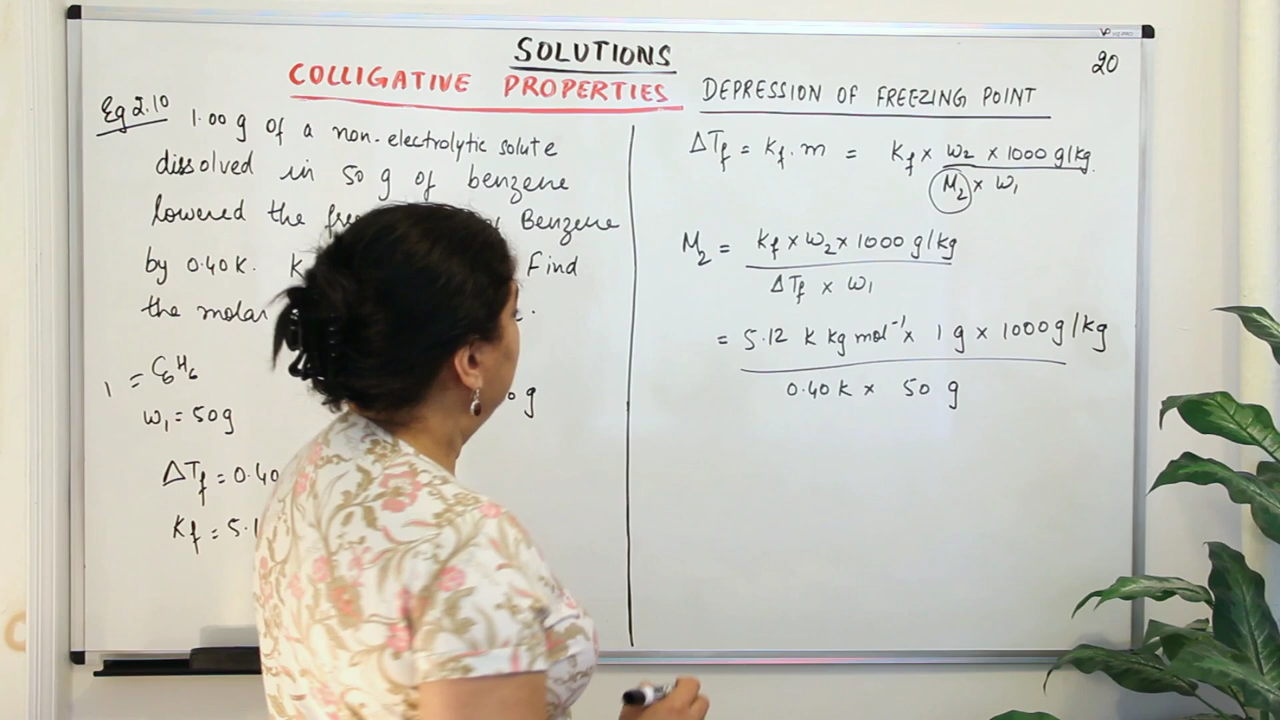 SOLUTIONS
20
COLLIGATIVE PROPERTIES DEPRESSION OF FREEZING POINT
Eg 2.10
1.00 g of a non-electrolytic solute
dissolved in 50 g of benzene
lowered the Benzene
by 0.40 K. K Find
the molar
1 = C6H6
w₁ = 50g
g
ΔTf = 0.40
Kf = 5.1
ΔTf = Kf . m = Kf × w₂ × 1000 g/kg
M₂ × w₁
M₂ = Kf × w₂ × 1000 g/kg
ΔTf × w₁
= 5.12 K kg mol⁻¹ × 1 g × 1000 g/kg
0.40 K × 50 g